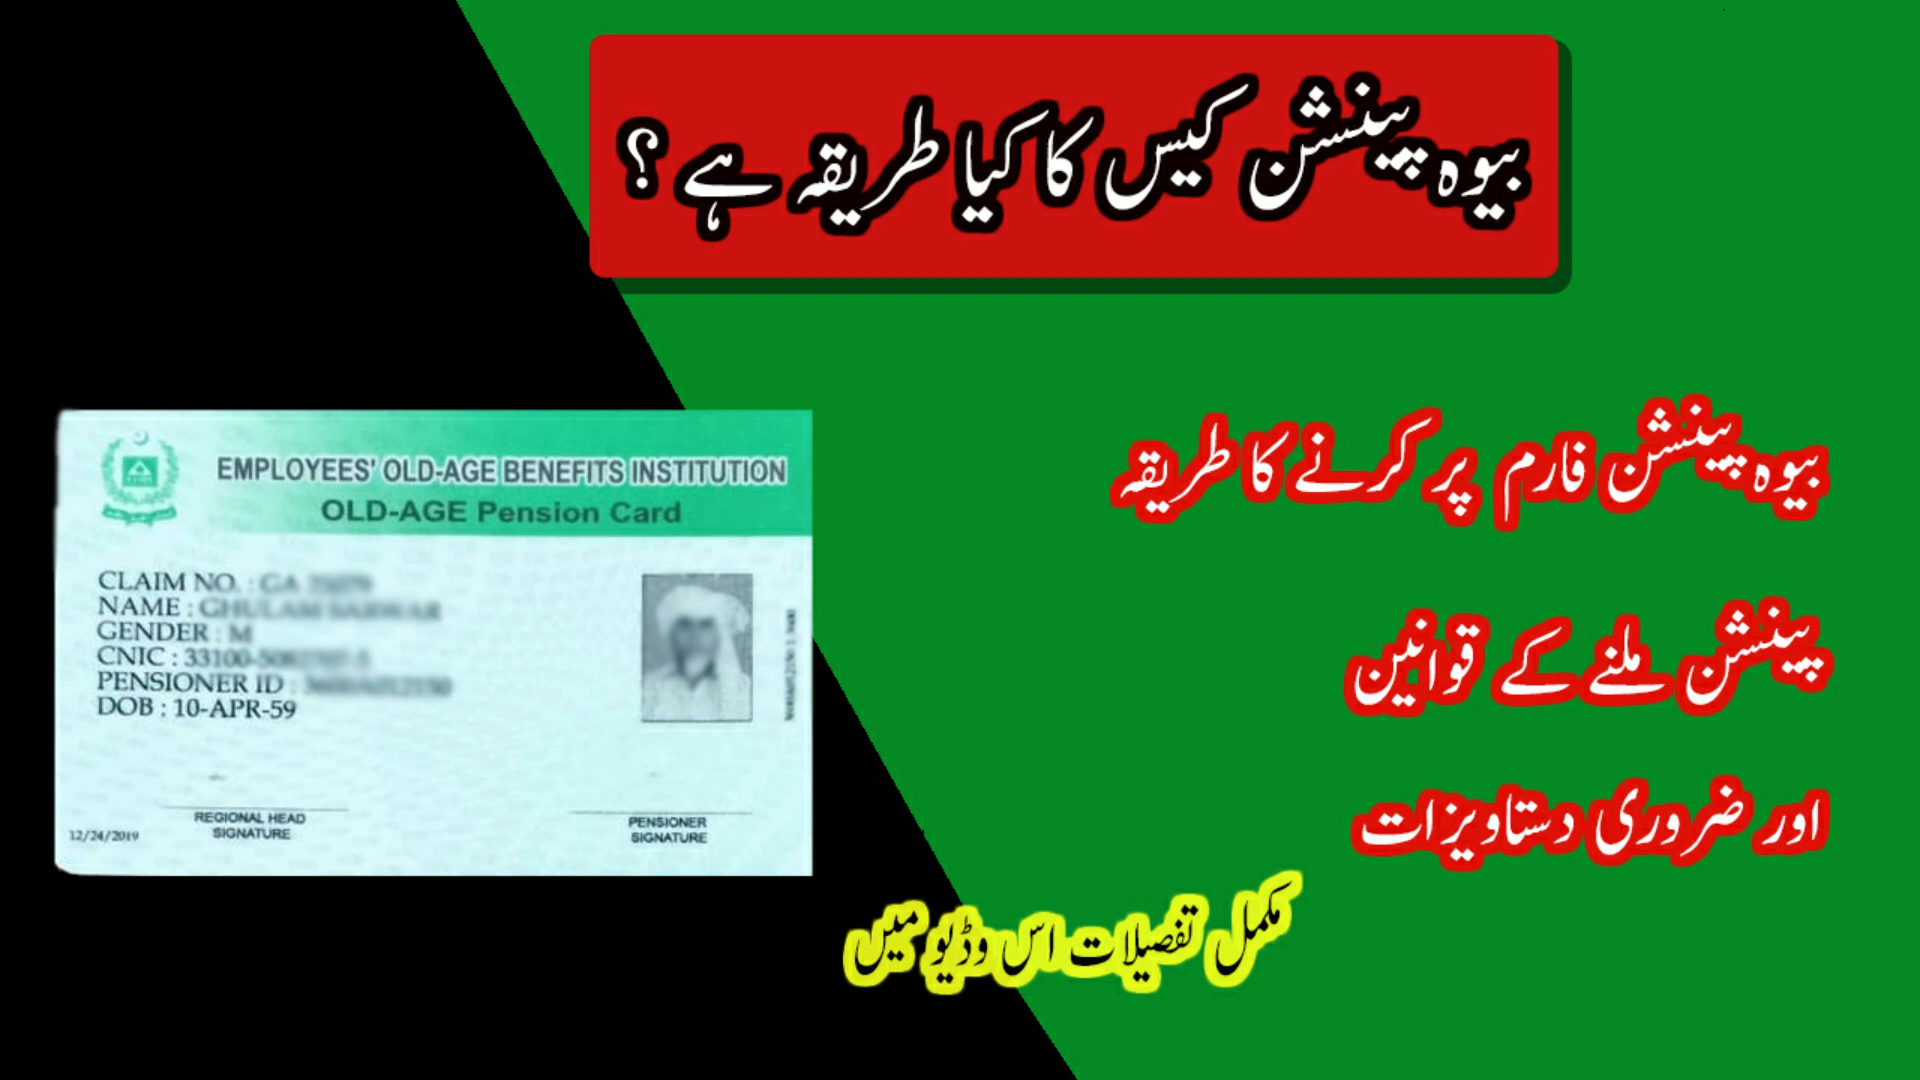 بیوہ پینشن کیس کا کیا طریقہ ہے ؟
بیوہ پینشن فارم پر کرنے کا طریقہ
پینشن ملنے کے قوانین
اور ضروری دستاویزات
مکمل تفصیلات اس وڈیو میں
EMPLOYEES' OLD-AGE BENEFITS INSTITUTION
OLD-AGE Pension Card
CLAIM NO. :
NAME :
GENDER : M
CNIC : 33100-
PENSIONER ID :
DOB : 10-APR-59
REGIONAL HEAD
SIGNATURE
PENSIONER
SIGNATURE
12/24/2019